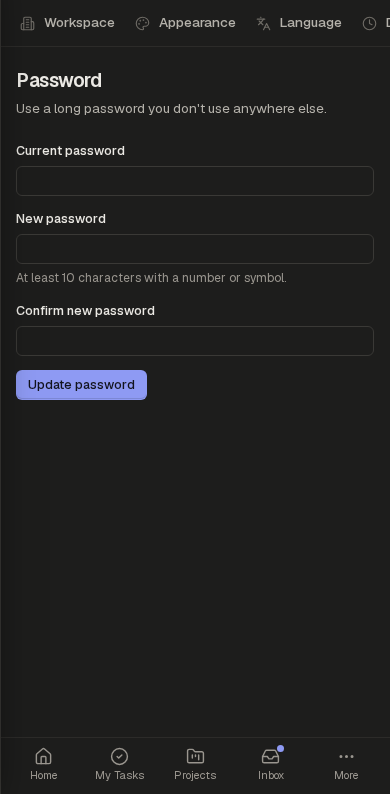 Workspace Appearance Language
Password
Use a long password you don't use anywhere else.
Current password
New password
At least 10 characters with a number or symbol.
Confirm new password
Update password
Home My Tasks Projects Inbox More